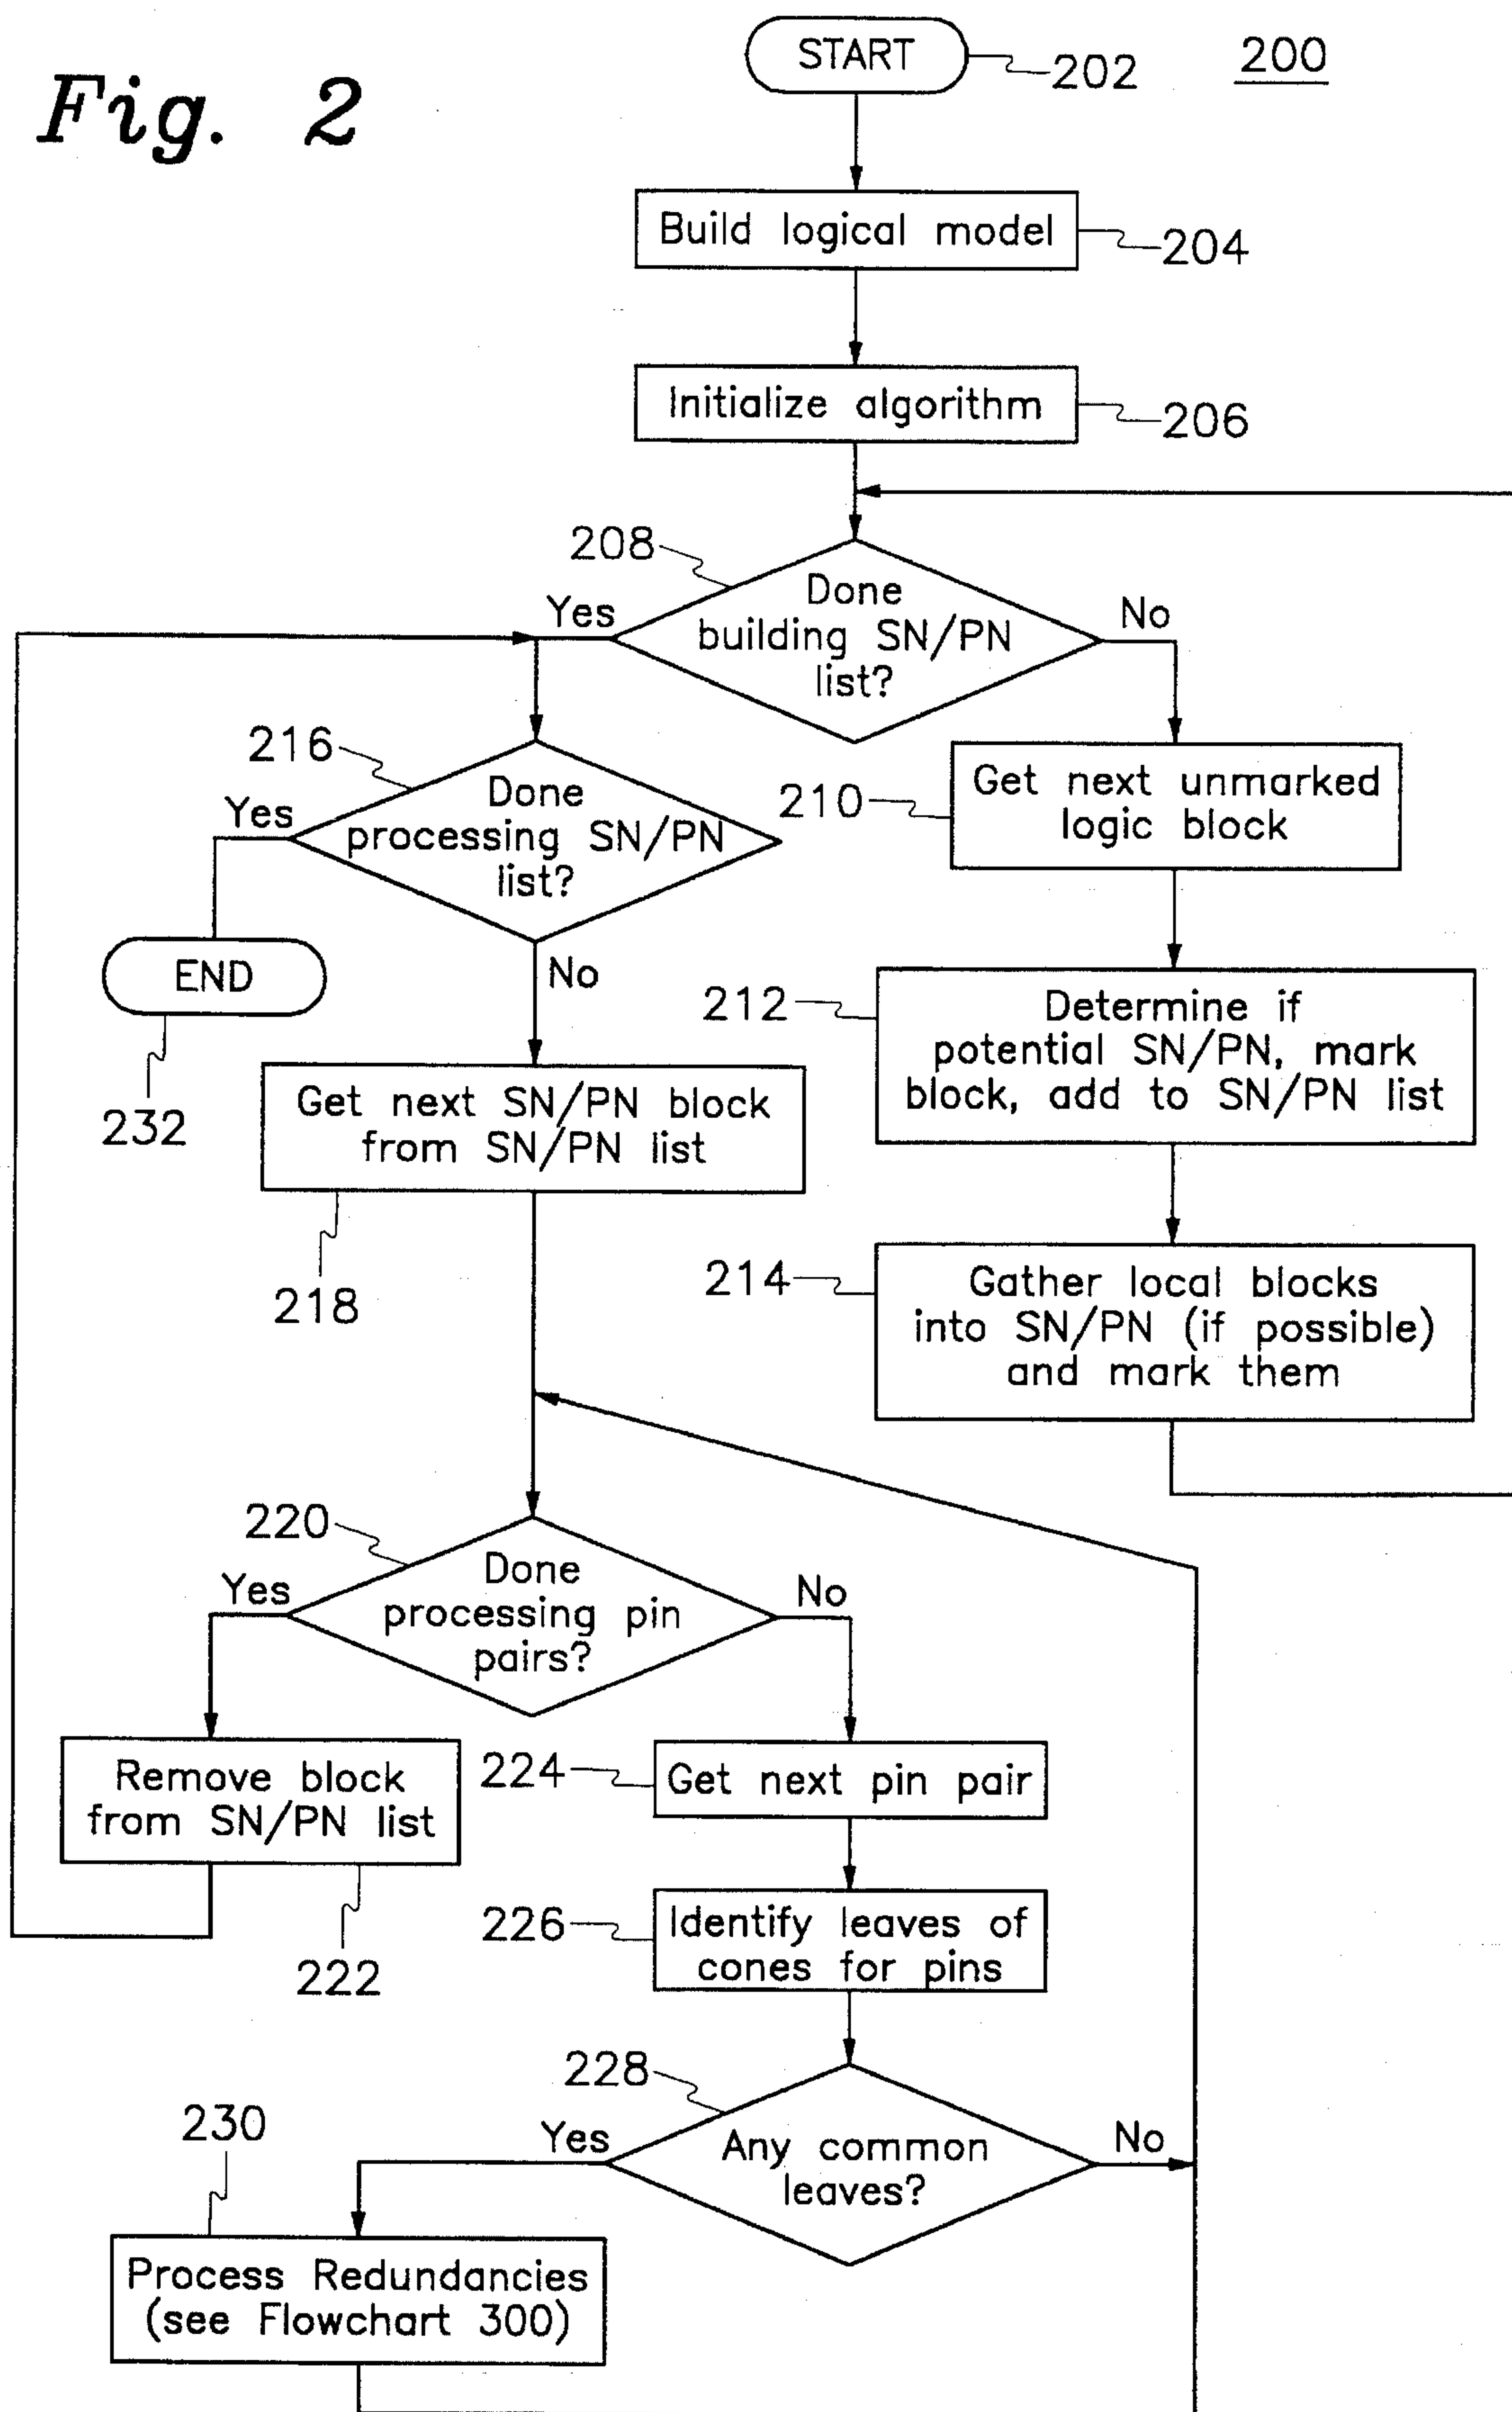 Fig. 2
START
202
200
Build logical model
204
Initialize algorithm
206
208
Done
building SN/PN
list?
Yes
No
216
Done
processing SN/PN
list?
Yes
No
210
Get next unmarked
logic block
END
232
212
Determine if
potential SN/PN, mark
block, add to SN/PN list
Get next SN/PN block
from SN/PN list
218
214
Gather local blocks
into SN/PN (if possible)
and mark them
220
Done
processing pin
pairs?
Yes
No
Remove block
from SN/PN list
222
224
Get next pin pair
226
Identify leaves of
cones for pins
228
Any common
leaves?
Yes
No
230
Process Redundancies
(see Flowchart 300)